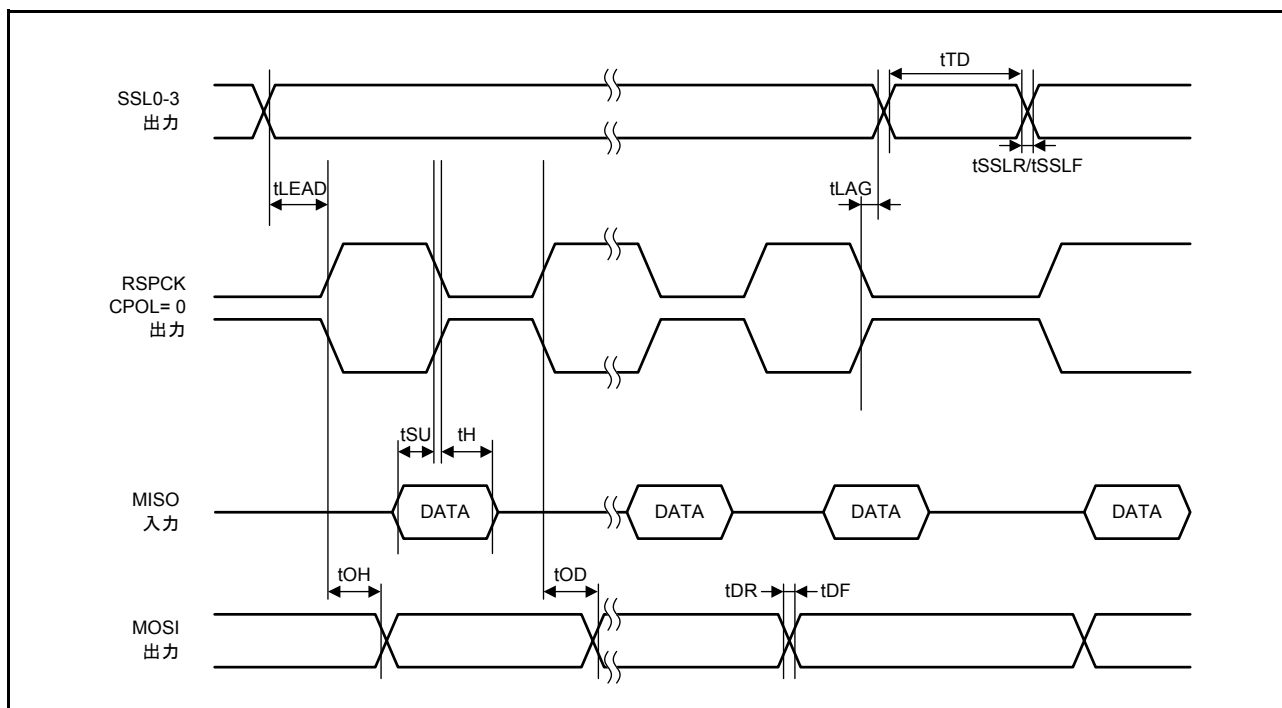 tTD
SSL0-3
出力
tSSLR/tSSLF
tLEAD
tLAG
RSPCK
CPOL= 0
出力
tSU
tH
MISO
入力
DATA
DATA
DATA
DATA
tOH
tOD
tDR
tDF
MOSI
出力